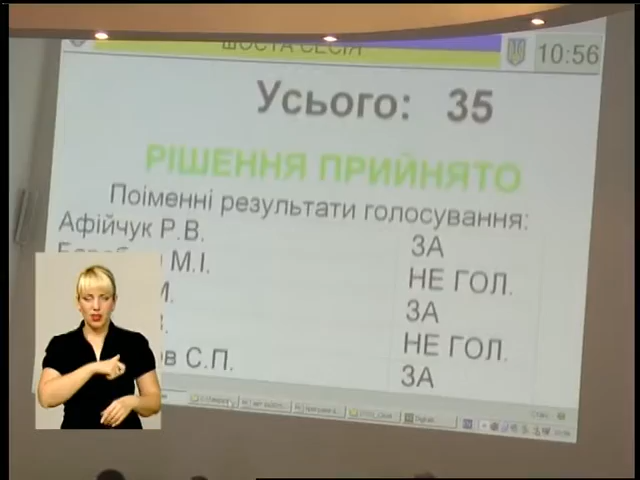 ШОСТА СЕСІЯ
10:56
Усього: 35
РІШЕННЯ ПРИЙНЯТО
Поіменні результати голосування:
Афійчук Р.В. ЗА
М.І. НЕ ГОЛ.
ЗА
НЕ ГОЛ.
С.П. ЗА